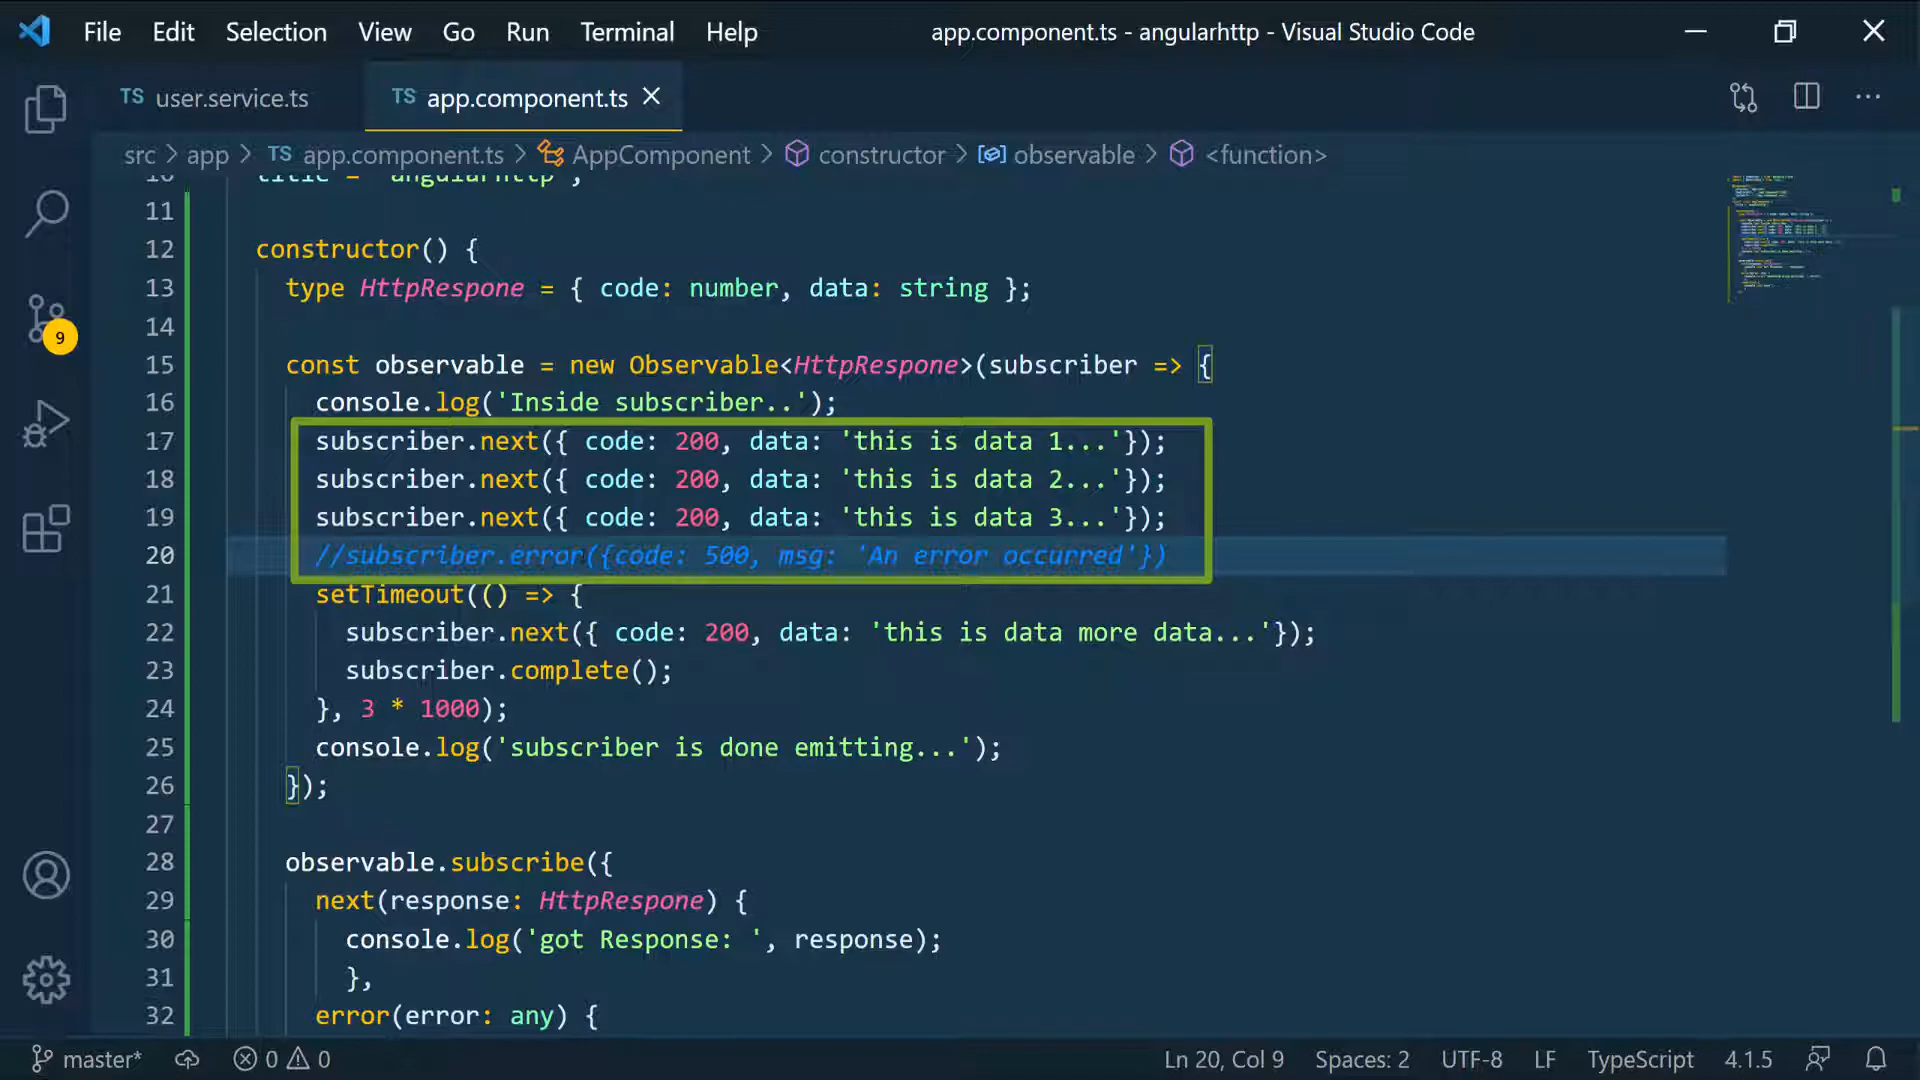 File Edit Selection View Go Run Terminal Help app.component.ts - angularhttp - Visual Studio Code
TS user.service.ts TS app.component.ts
src > app > TS app.component.ts > AppComponent > constructor > observable > <function>
11
12 constructor() {
13 type HttpRespone = { code: number, data: string };
14
15 const observable = new Observable<HttpRespone>(subscriber => {
16 console.log('Inside subscriber..');
17 subscriber.next({ code: 200, data: 'this is data 1...'});
18 subscriber.next({ code: 200, data: 'this is data 2...'});
19 subscriber.next({ code: 200, data: 'this is data 3...'});
20 //subscriber.error({code: 500, msg: 'An error occurred'})
21 setTimeout(() => {
22 subscriber.next({ code: 200, data: 'this is data more data...'});
23 subscriber.complete();
24 }, 3 * 1000);
25 console.log('subscriber is done emitting...');
26 });
27
28 observable.subscribe({
29 next(response: HttpRespone) {
30 console.log('got Response: ', response);
31 },
32 error(error: any) {
9
master* 0 0 Ln 20, Col 9 Spaces: 2 UTF-8 LF TypeScript 4.1.5